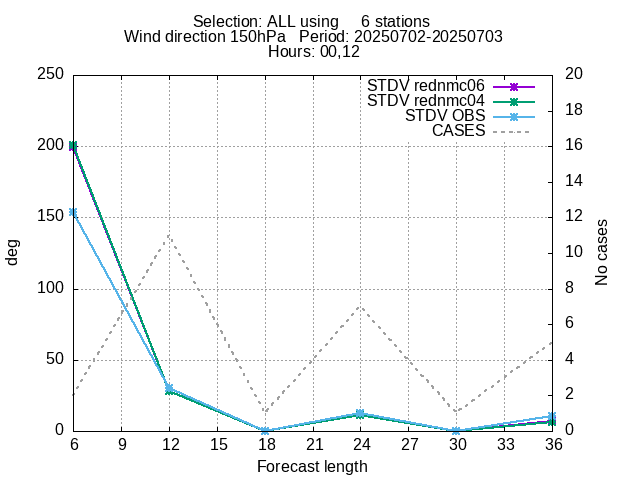 Selection: ALL using     6 stations
Wind direction 150hPa   Period: 20250702-20250703
Hours: 00,12
STDV rednmc06
STDV rednmc04
STDV OBS
CASES
250
200
150
100
50
0
deg
20
18
16
14
12
10
8
6
4
2
0
No cases
6 9 12 15 18 21 24 27 30 33 36
Forecast length